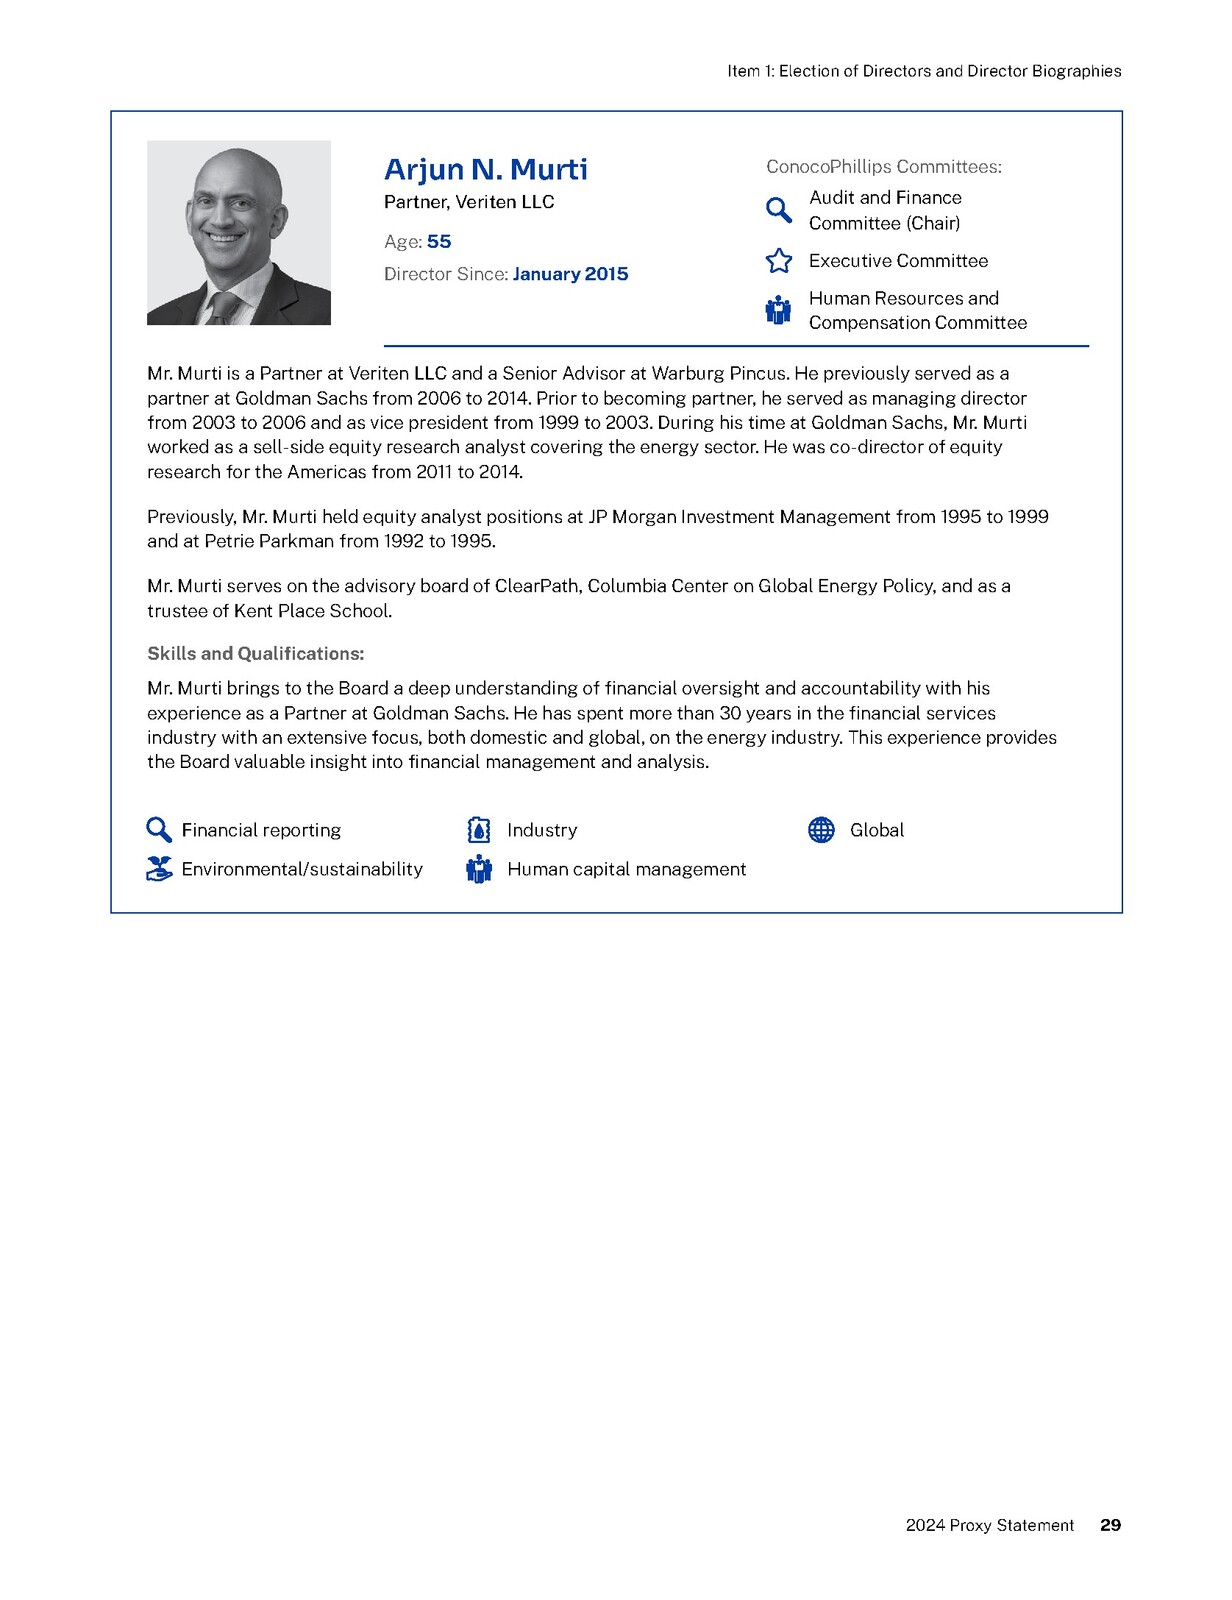 Item 1: Election of Directors and Director Biographies
Arjun N. Murti
Partner, Veriten LLC
Age: 55
Director Since: January 2015
ConocoPhillips Committees:
Audit and Finance
Committee (Chair)
Executive Committee
Human Resources and
Compensation Committee
Mr. Murti is a Partner at Veriten LLC and a Senior Advisor at Warburg Pincus. He previously served as a
partner at Goldman Sachs from 2006 to 2014. Prior to becoming partner, he served as managing director
from 2003 to 2006 and as vice president from 1999 to 2003. During his time at Goldman Sachs, Mr. Murti
worked as a sell-side equity research analyst covering the energy sector. He was co-director of equity
research for the Americas from 2011 to 2014.
Previously, Mr. Murti held equity analyst positions at JP Morgan Investment Management from 1995 to 1999
and at Petrie Parkman from 1992 to 1995.
Mr. Murti serves on the advisory board of ClearPath, Columbia Center on Global Energy Policy, and as a
trustee of Kent Place School.
Skills and Qualifications:
Mr. Murti brings to the Board a deep understanding of financial oversight and accountability with his
experience as a Partner at Goldman Sachs. He has spent more than 30 years in the financial services
industry with an extensive focus, both domestic and global, on the energy industry. This experience provides
the Board valuable insight into financial management and analysis.
Financial reporting
Industry
Global
Environmental/sustainability
Human capital management
2024 Proxy Statement 29